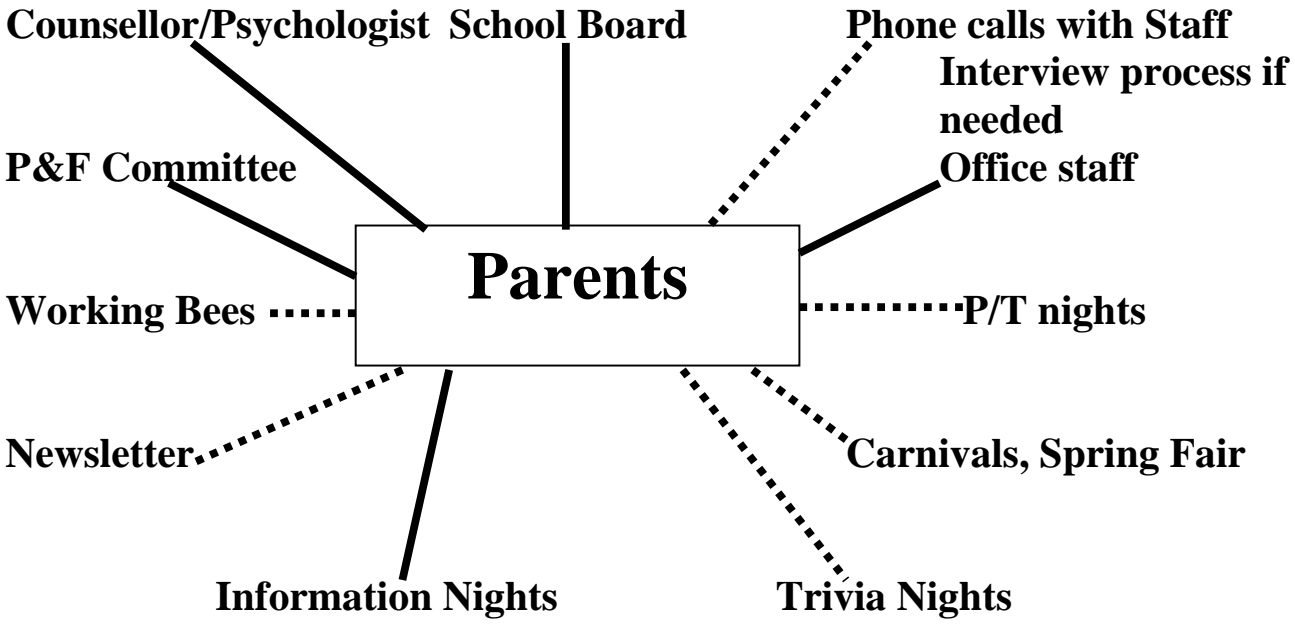 Counsellor/Psychologist
School Board
Phone calls with Staff
Interview process if
needed
P&F Committee
Office staff
Parents
Working Bees
P/T nights
Newsletter
Carnivals, Spring Fair
Information Nights
Trivia Nights